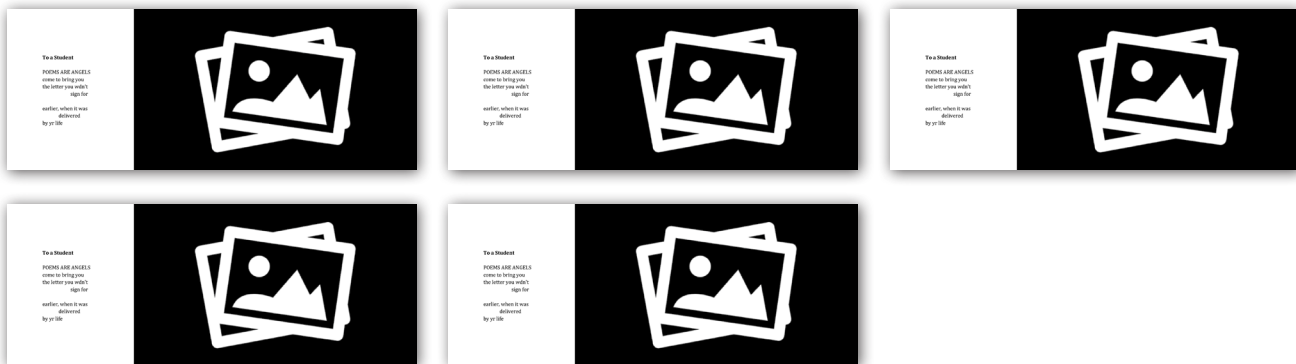 To a Student
POEMS ARE ANGELS
come to bring you
the letter you wdn't
sign for
earlier, when it was
delivered
by yr life
To a Student
POEMS ARE ANGELS
come to bring you
the letter you wdn't
sign for
earlier, when it was
delivered
by yr life
To a Student
POEMS ARE ANGELS
come to bring you
the letter you wdn't
sign for
earlier, when it was
delivered
by yr life
To a Student
POEMS ARE ANGELS
come to bring you
the letter you wdn't
sign for
earlier, when it was
delivered
by yr life
To a Student
POEMS ARE ANGELS
come to bring you
the letter you wdn't
sign for
earlier, when it was
delivered
by yr life